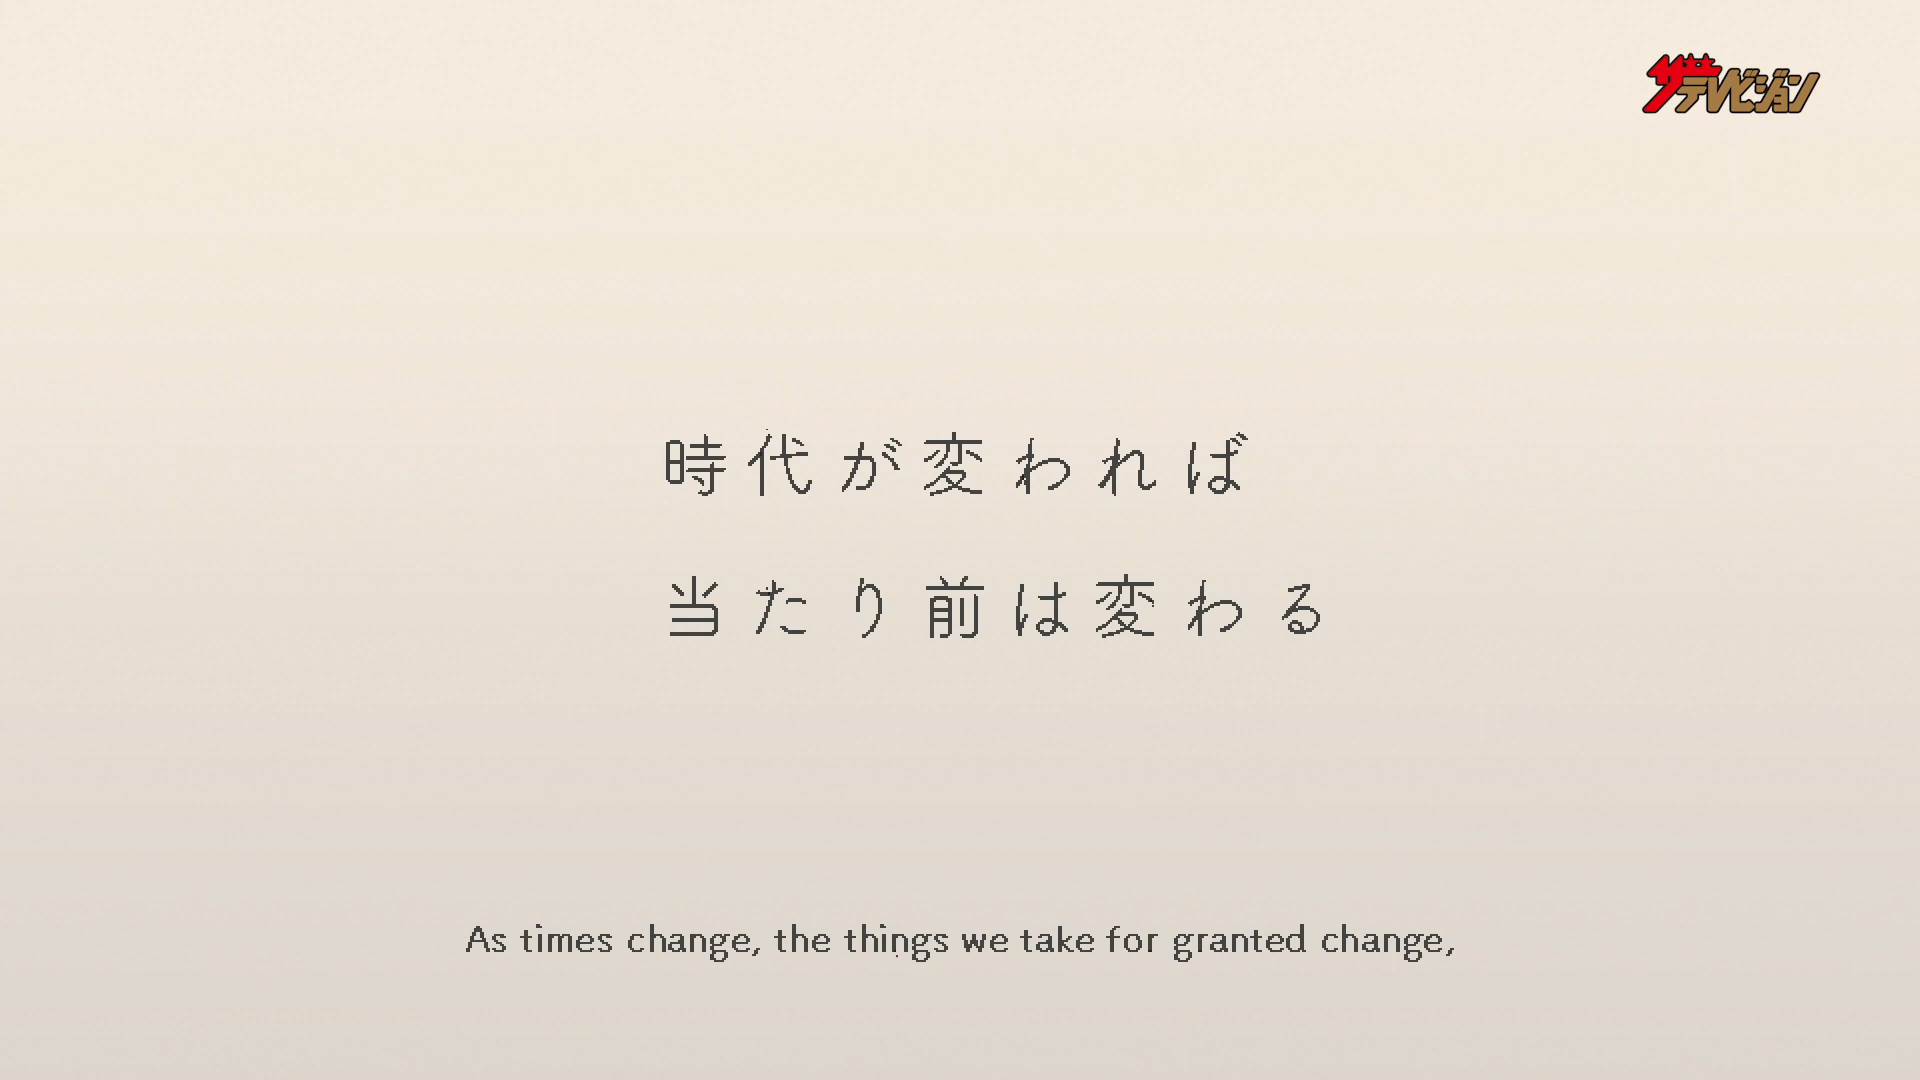 ザテレビジョン
時代が変われば
当たり前は変わる
As times change, the things we take for granted change,